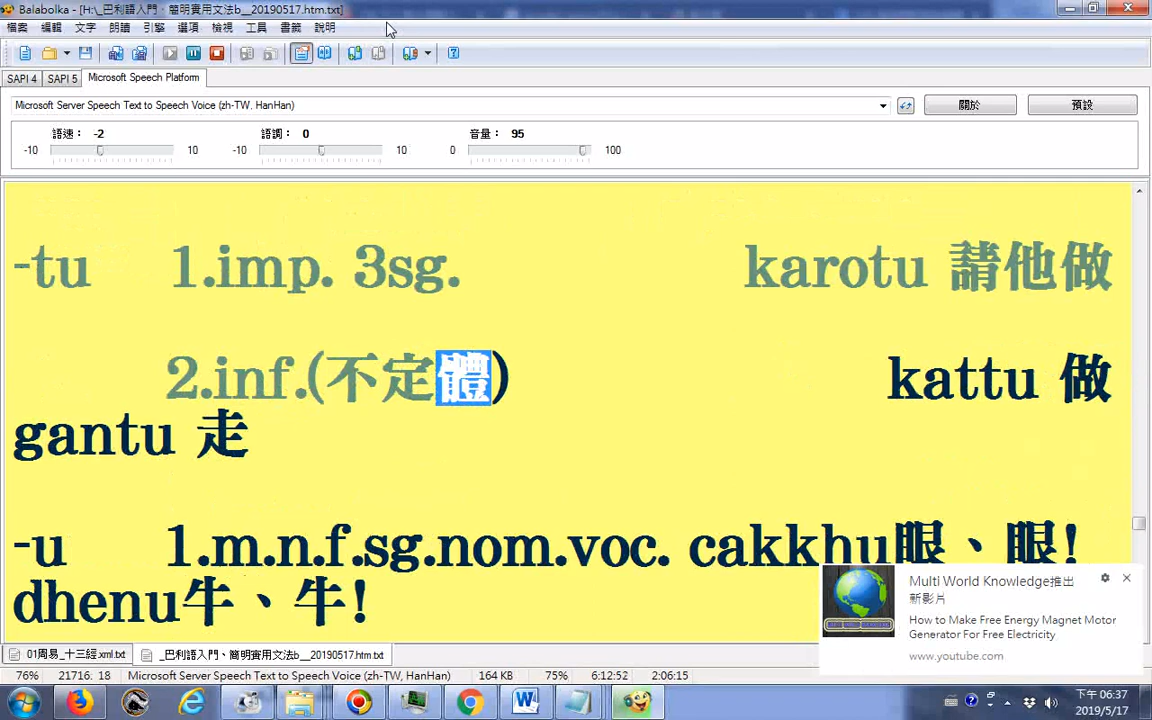 Balabolka - [H:\_巴利語入門、簡明實用文法b__20190517.htm.txt]
檔案 編輯 文字 朗讀 引擎 選項 檢視 工具 書籤 說明
SAPI 4 SAPI 5 Microsoft Speech Platform
Microsoft Server Speech Text to Speech Voice (zh-TW, HanHan) 關於 預設
語速： -2 語調： 0 音量： 95
-10 10 -10 10 0 100
-tu 1.imp. 3sg. karotu 請他做
2.inf.(不定體) kattu 做
gantu 走
-u 1.m.n.f.sg.nom.voc. cakkhu眼、眼!
dhenu牛、牛!
Multi World Knowledge推出
新影片
How to Make Free Energy Magnet Motor
Generator For Free Electricity
www.youtube.com
01周易_十三經.xml.txt _巴利語入門、簡明實用文法b__20190517.htm.txt
76% 21716: 18 Microsoft Server Speech Text to Speech Voice (zh-TW, HanHan) 164 KB 75% 6:12:52 2:06:15
下午 06:37
2019/5/17